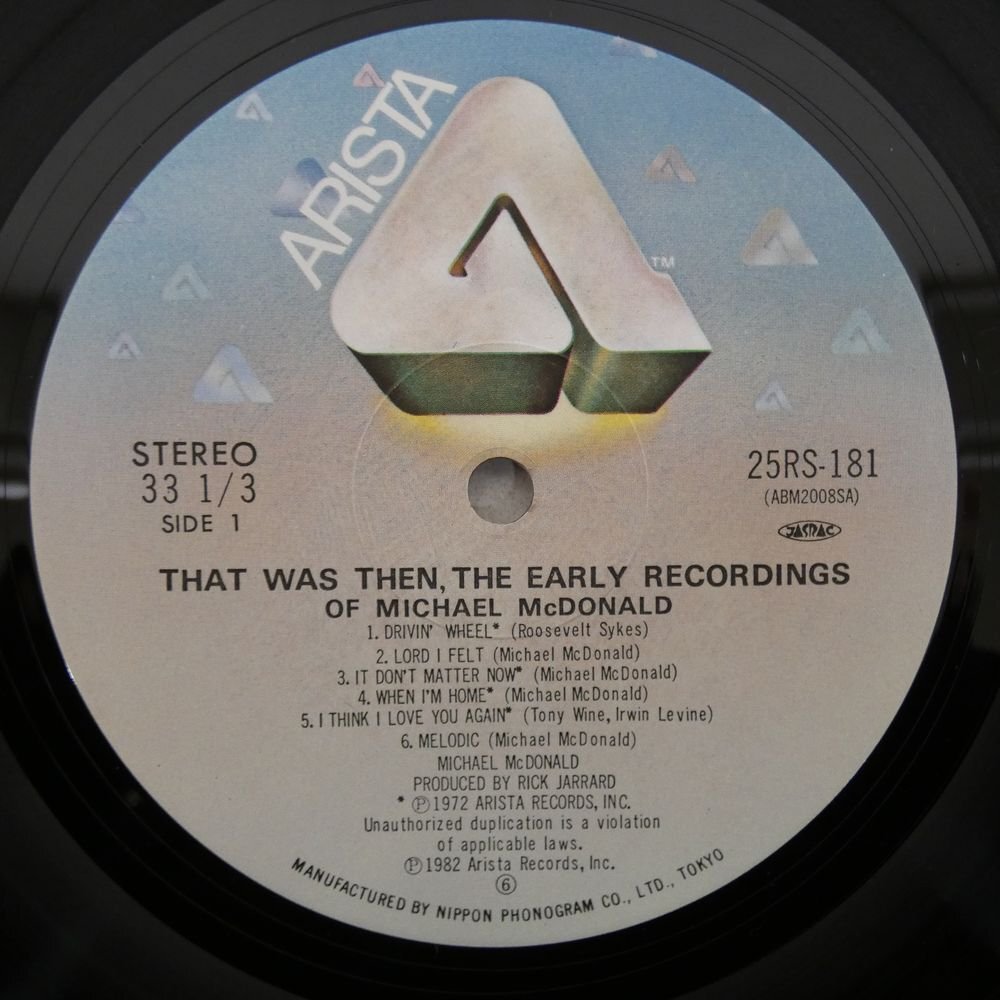 ARISTA
TM
STEREO
33 1/3
SIDE 1
25RS-181
(ABM2008SA)
JASRAC
THAT WAS THEN, THE EARLY RECORDINGS
OF MICHAEL McDONALD
1. DRIVIN' WHEEL* (Roosevelt Sykes)
2. LORD I FELT (Michael McDonald)
3. IT DON'T MATTER NOW* (Michael McDonald)
4. WHEN I'M HOME* (Michael McDonald)
5. I THINK I LOVE YOU AGAIN* (Tony Wine, Irwin Levine)
6. MELODIC (Michael McDonald)
MICHAEL McDONALD
PRODUCED BY RICK JARRARD
* ℗1972 ARISTA RECORDS, INC.
Unauthorized duplication is a violation
of applicable laws.
℗1982 Arista Records, Inc.
⑥
MANUFACTURED BY NIPPON PHONOGRAM CO., LTD., TOKYO